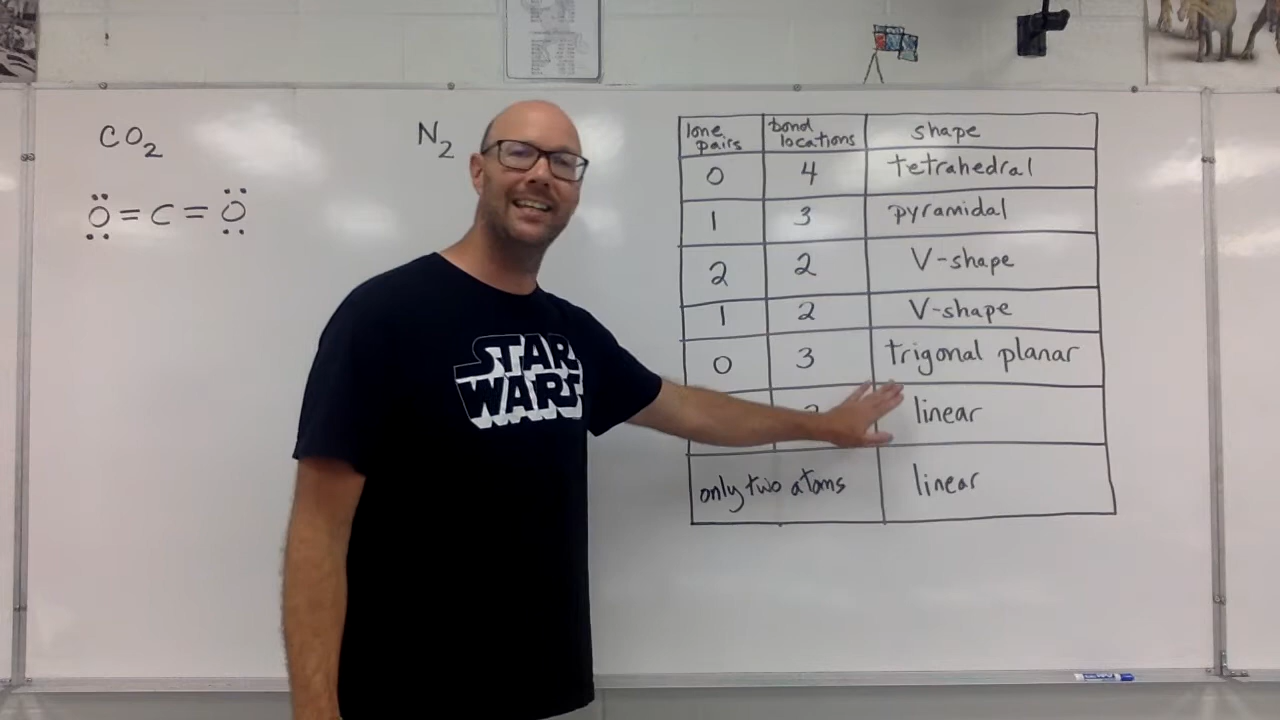 CO2
N2
Ö=C=Ö
STAR
WARS
lone pairs bond locations shape
0 4 tetrahedral
1 3 pyramidal
2 2 V-shape
1 2 V-shape
0 3 trigonal planar
linear
only two atoms linear